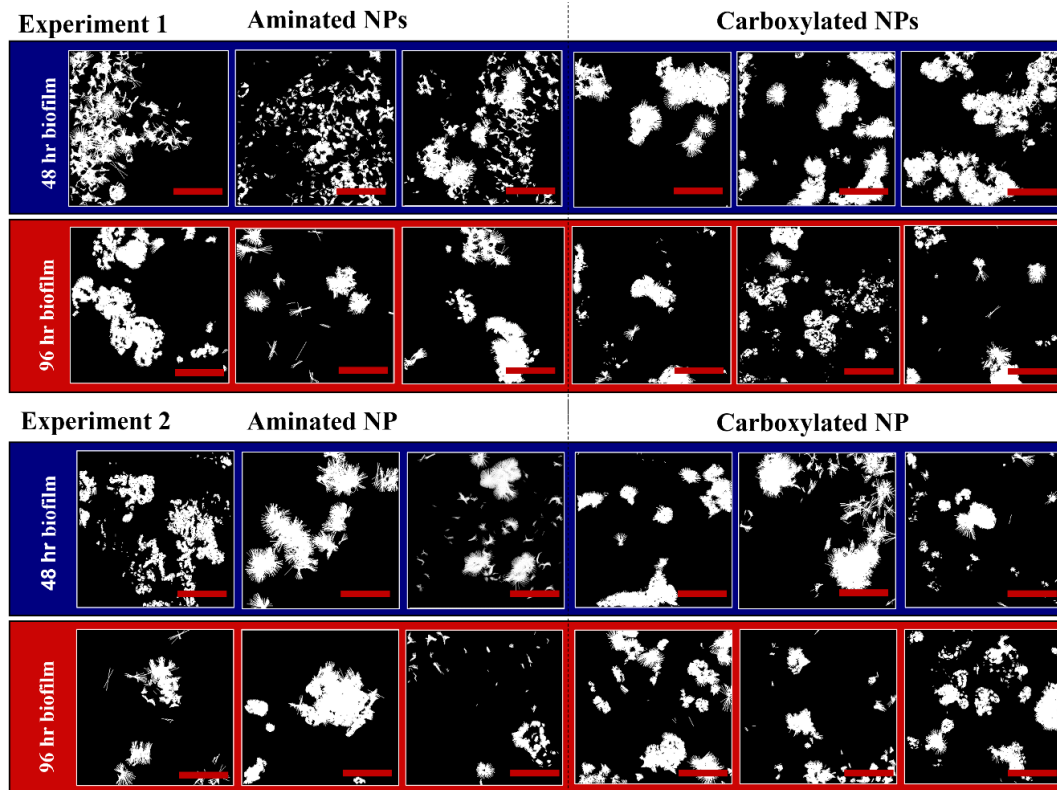 Experiment 1
Aminated NPs
Carboxylated NPs
48 hr biofilm
96 hr biofilm
Experiment 2
Aminated NP
Carboxylated NP
48 hr biofilm
96 hr biofilm